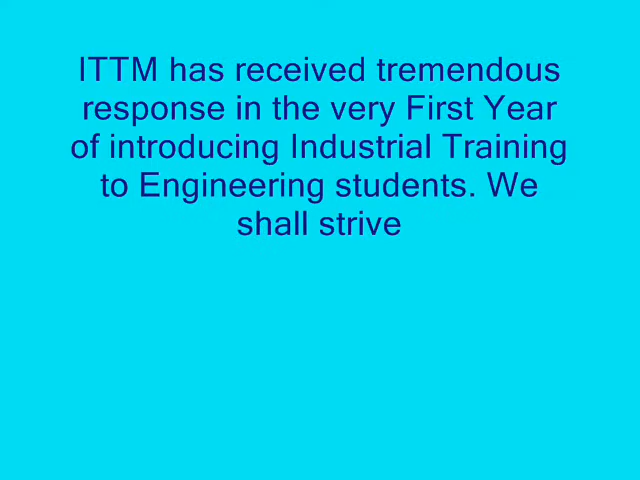 ITTM has received tremendous
response in the very First Year
of introducing Industrial Training
to Engineering students. We
shall strive